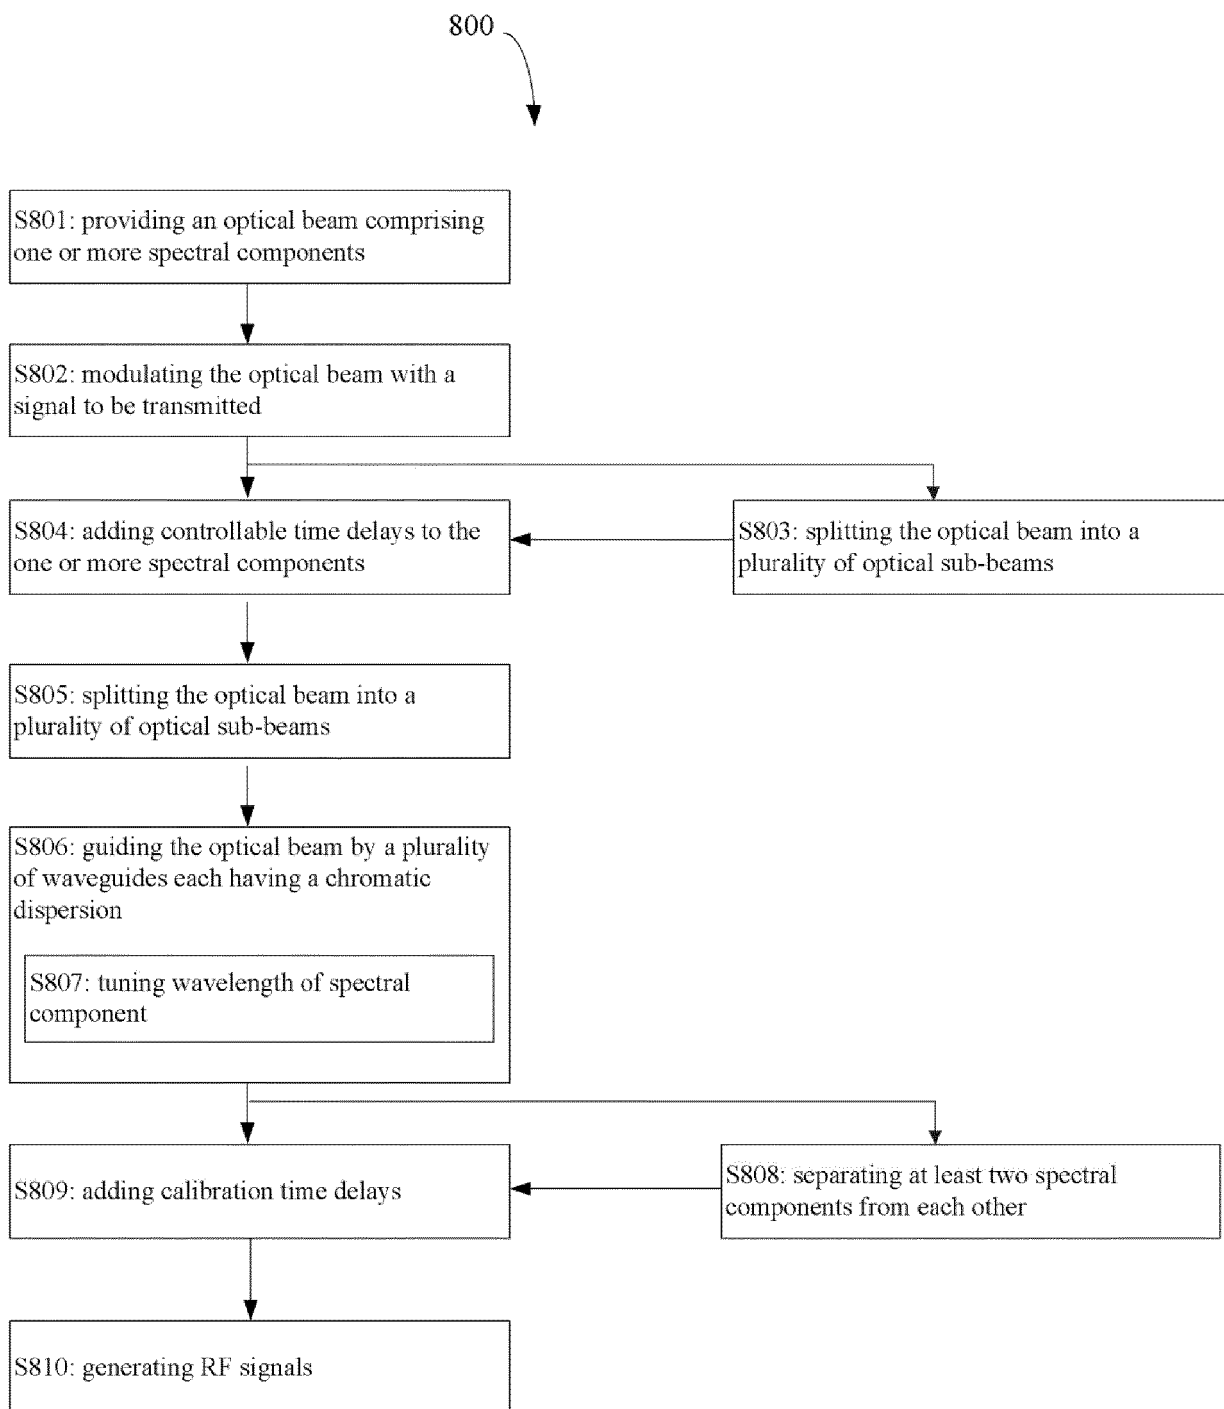 800
S801: providing an optical beam comprising
one or more spectral components
S802: modulating the optical beam with a
signal to be transmitted
S804: adding controllable time delays to the
one or more spectral components
S803: splitting the optical beam into a
plurality of optical sub-beams
S805: splitting the optical beam into a
plurality of optical sub-beams
S806: guiding the optical beam by a plurality
of waveguides each having a chromatic
dispersion
S807: tuning wavelength of spectral
component
S809: adding calibration time delays
S808: separating at least two spectral
components from each other
S810: generating RF signals